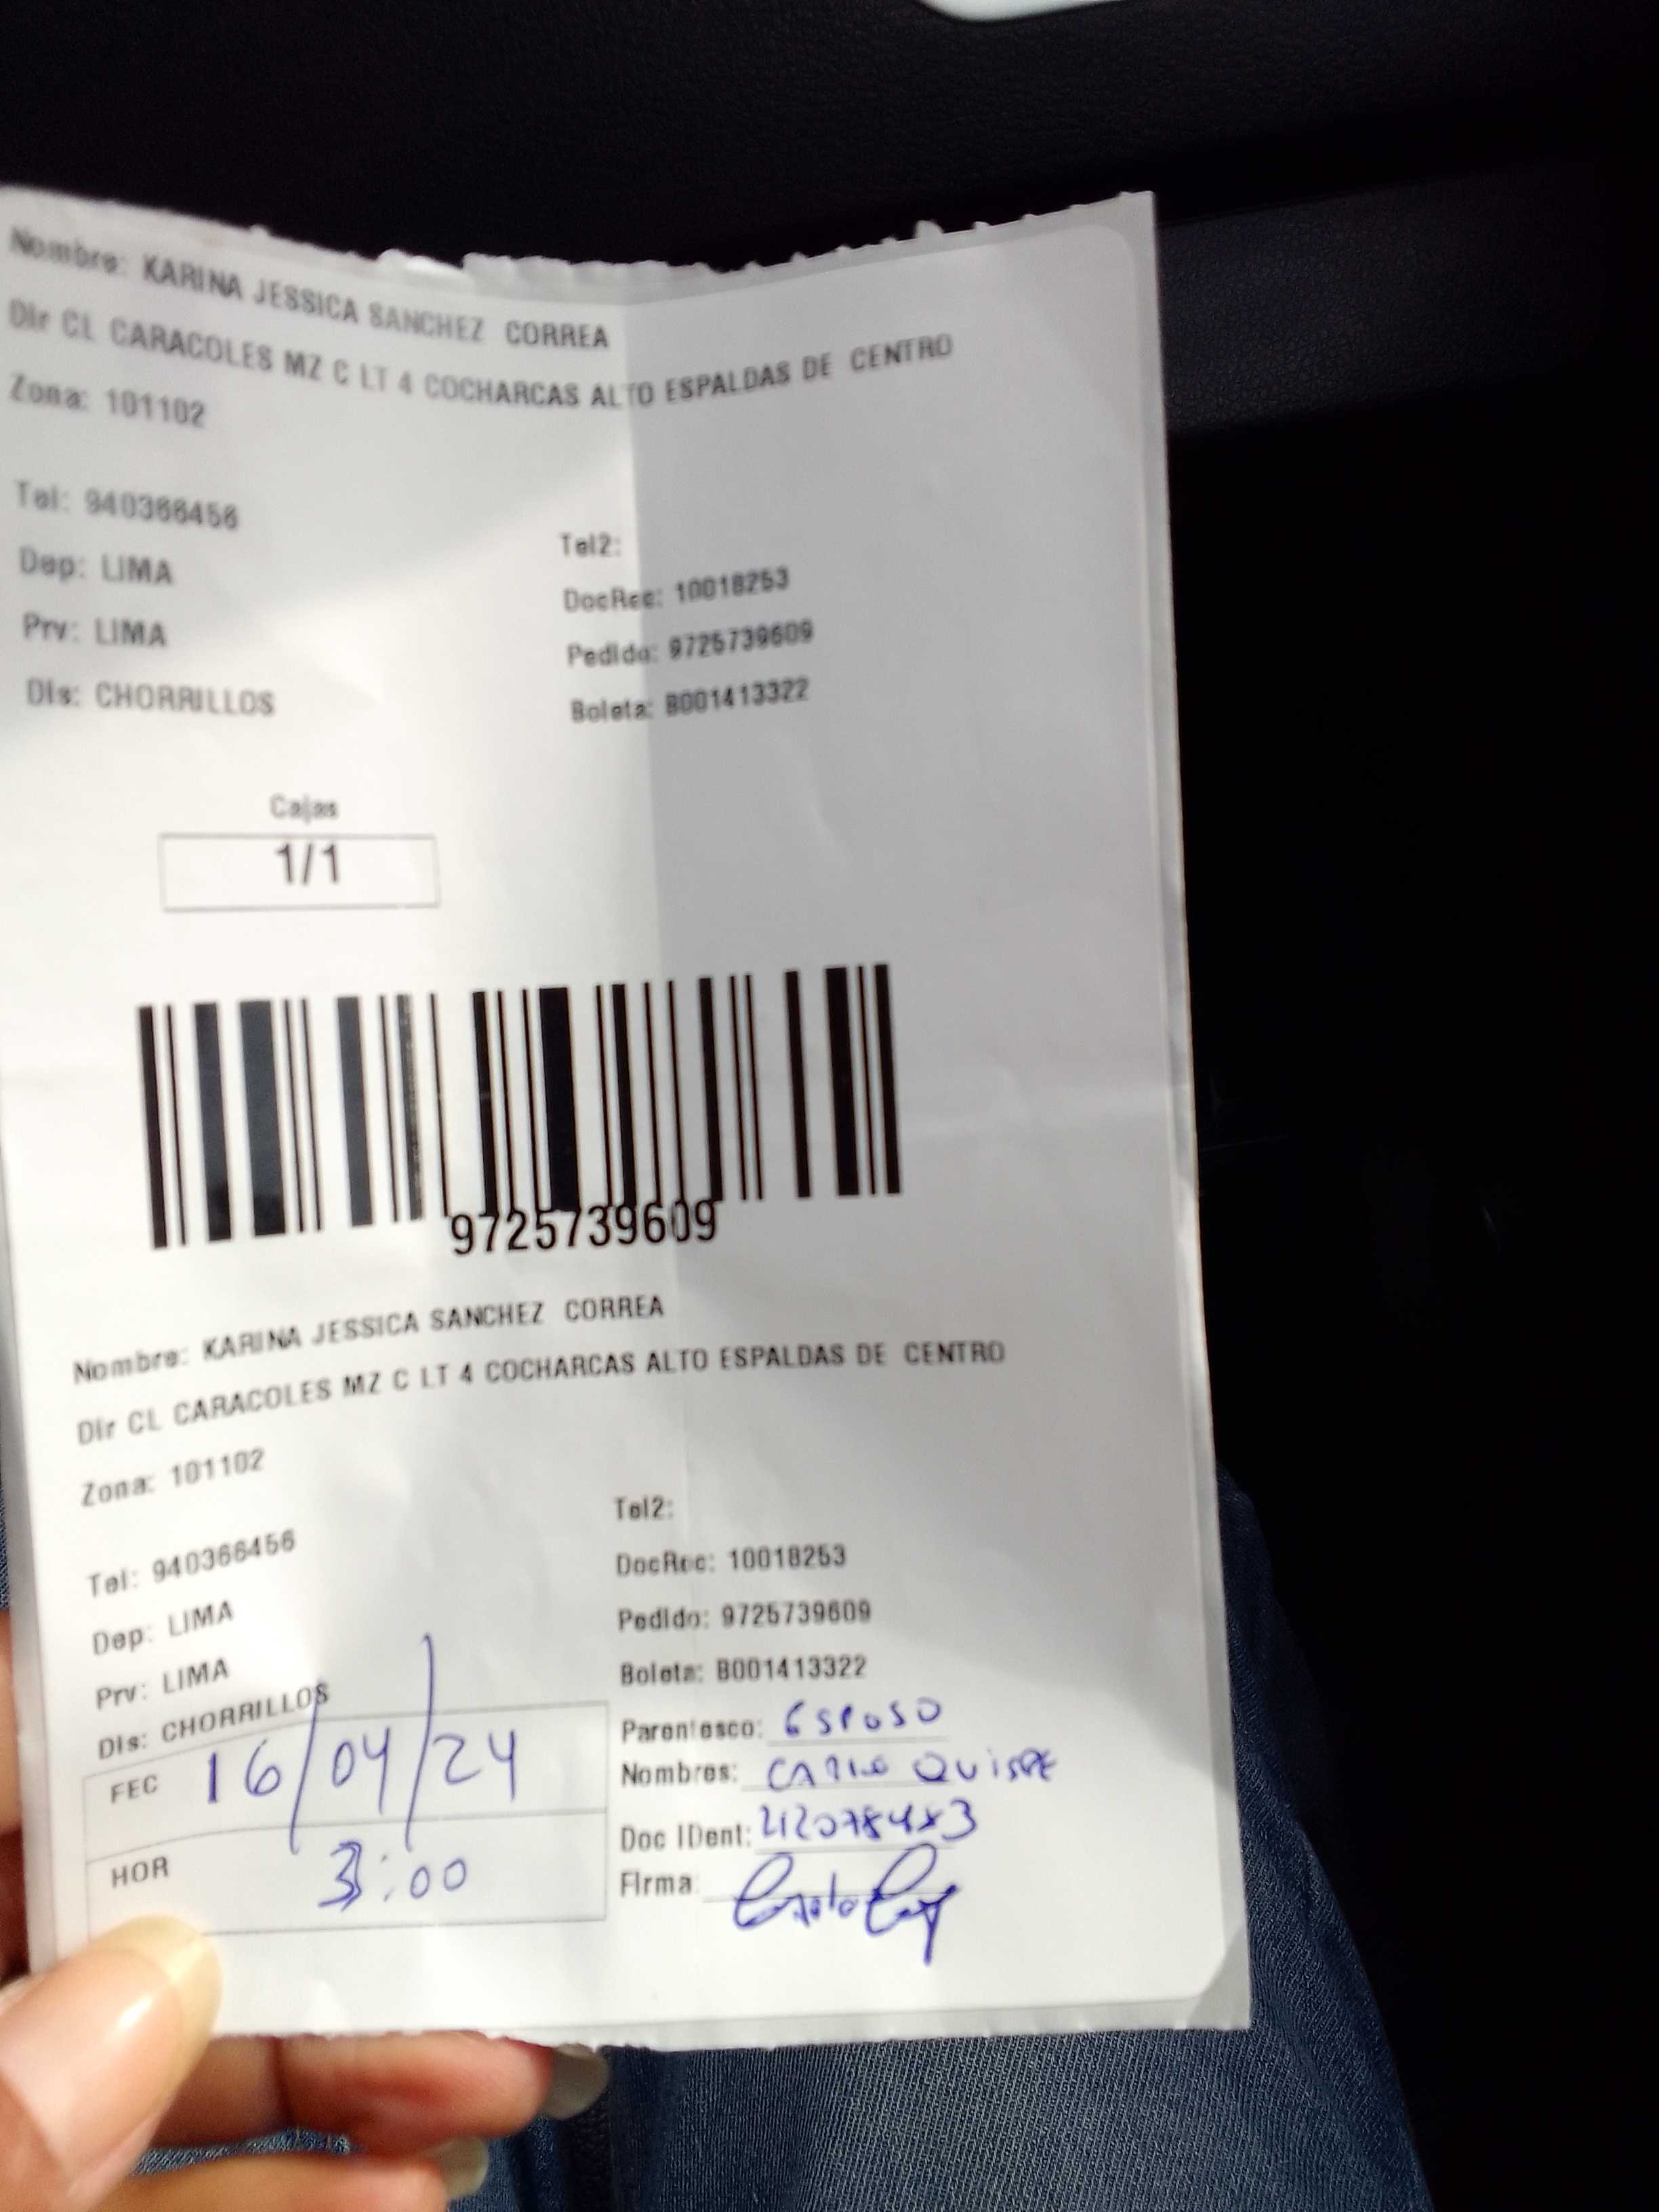 Nombre: KARINA JESSICA SANCHEZ CORREA
Dir CL CARACOLES MZ C LT 4 COCHARCAS ALTO ESPALDAS DE CENTRO
Zona: 101102
Tel: 940366456
Tel2:
Dep: LIMA
DocRec: 10018253
Prv: LIMA
Pedido: 9725739609
Dis: CHORRILLOS
Boleta: B001413322
Cajas
1/1
9725739609
Nombre: KARINA JESSICA SANCHEZ CORREA
Dir CL CARACOLES MZ C LT 4 COCHARCAS ALTO ESPALDAS DE CENTRO
Zona: 101102
Tel2:
Tel: 940366456
DocRec: 10018253
Dep: LIMA
Pedido: 9725739609
Prv: LIMA
Boleta: B001413322
Dis: CHORRILLOS
Parentesco: ESPOSO
FEC 16/04/24
Nombres: QUISPE
Doc IDent:
HOR 3:00
Firma: